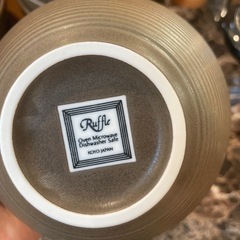 Ruffle
Oven Microwave
Dishwasher Safe
KOYO JAPAN